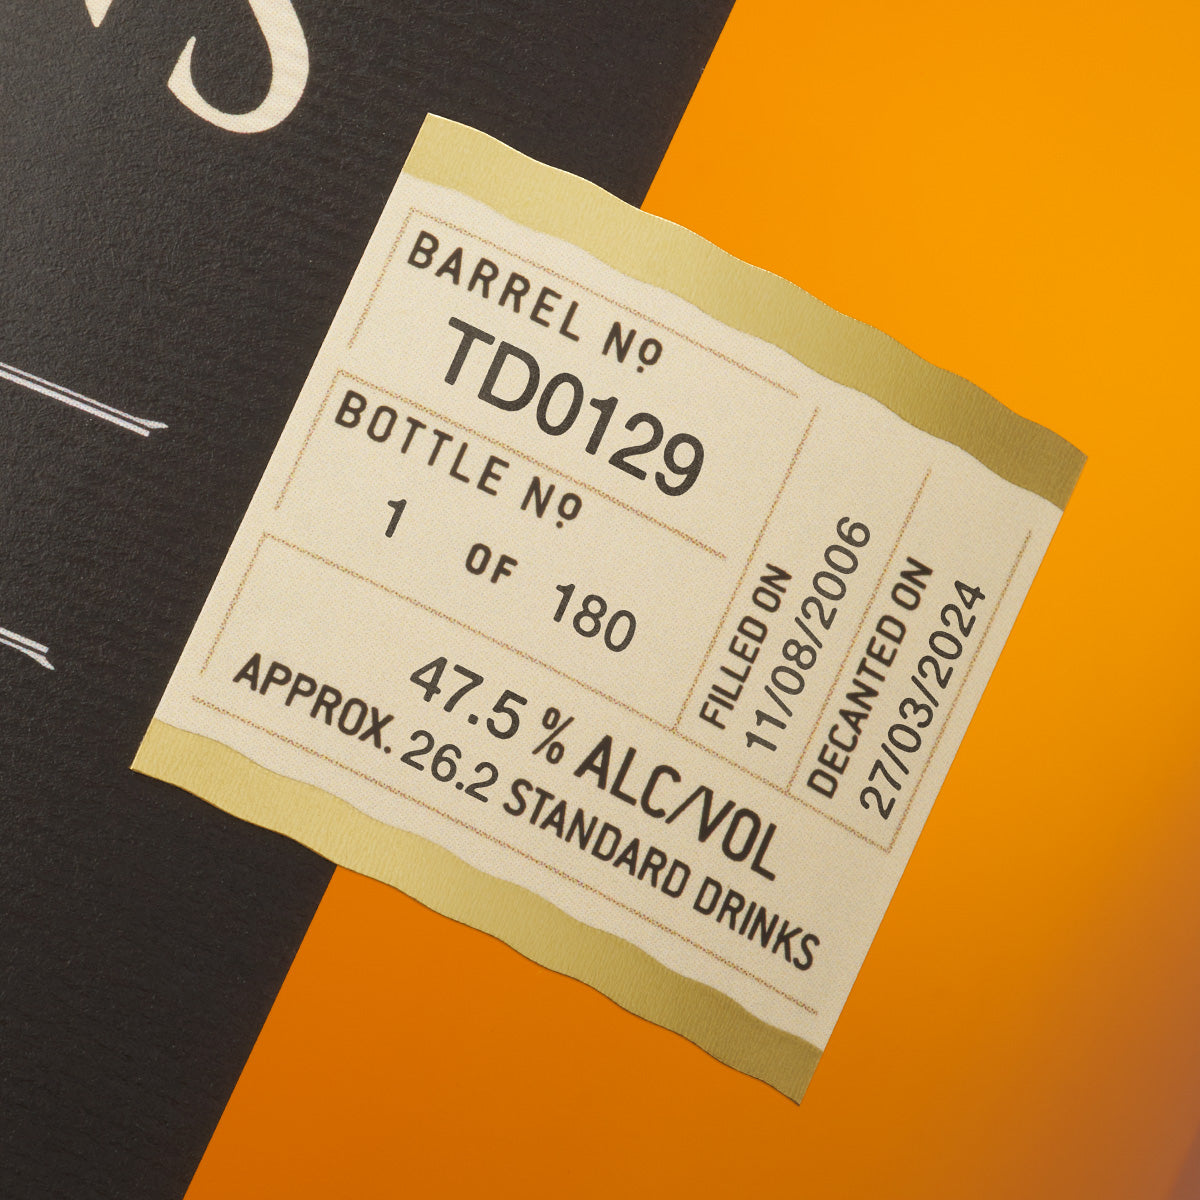 S
BARREL Nº
TD0129
BOTTLE Nº
1 OF 180
FILLED ON
11/08/2006
DECANTED ON
27/03/2024
47.5 % ALC/VOL
APPROX. 26.2 STANDARD DRINKS